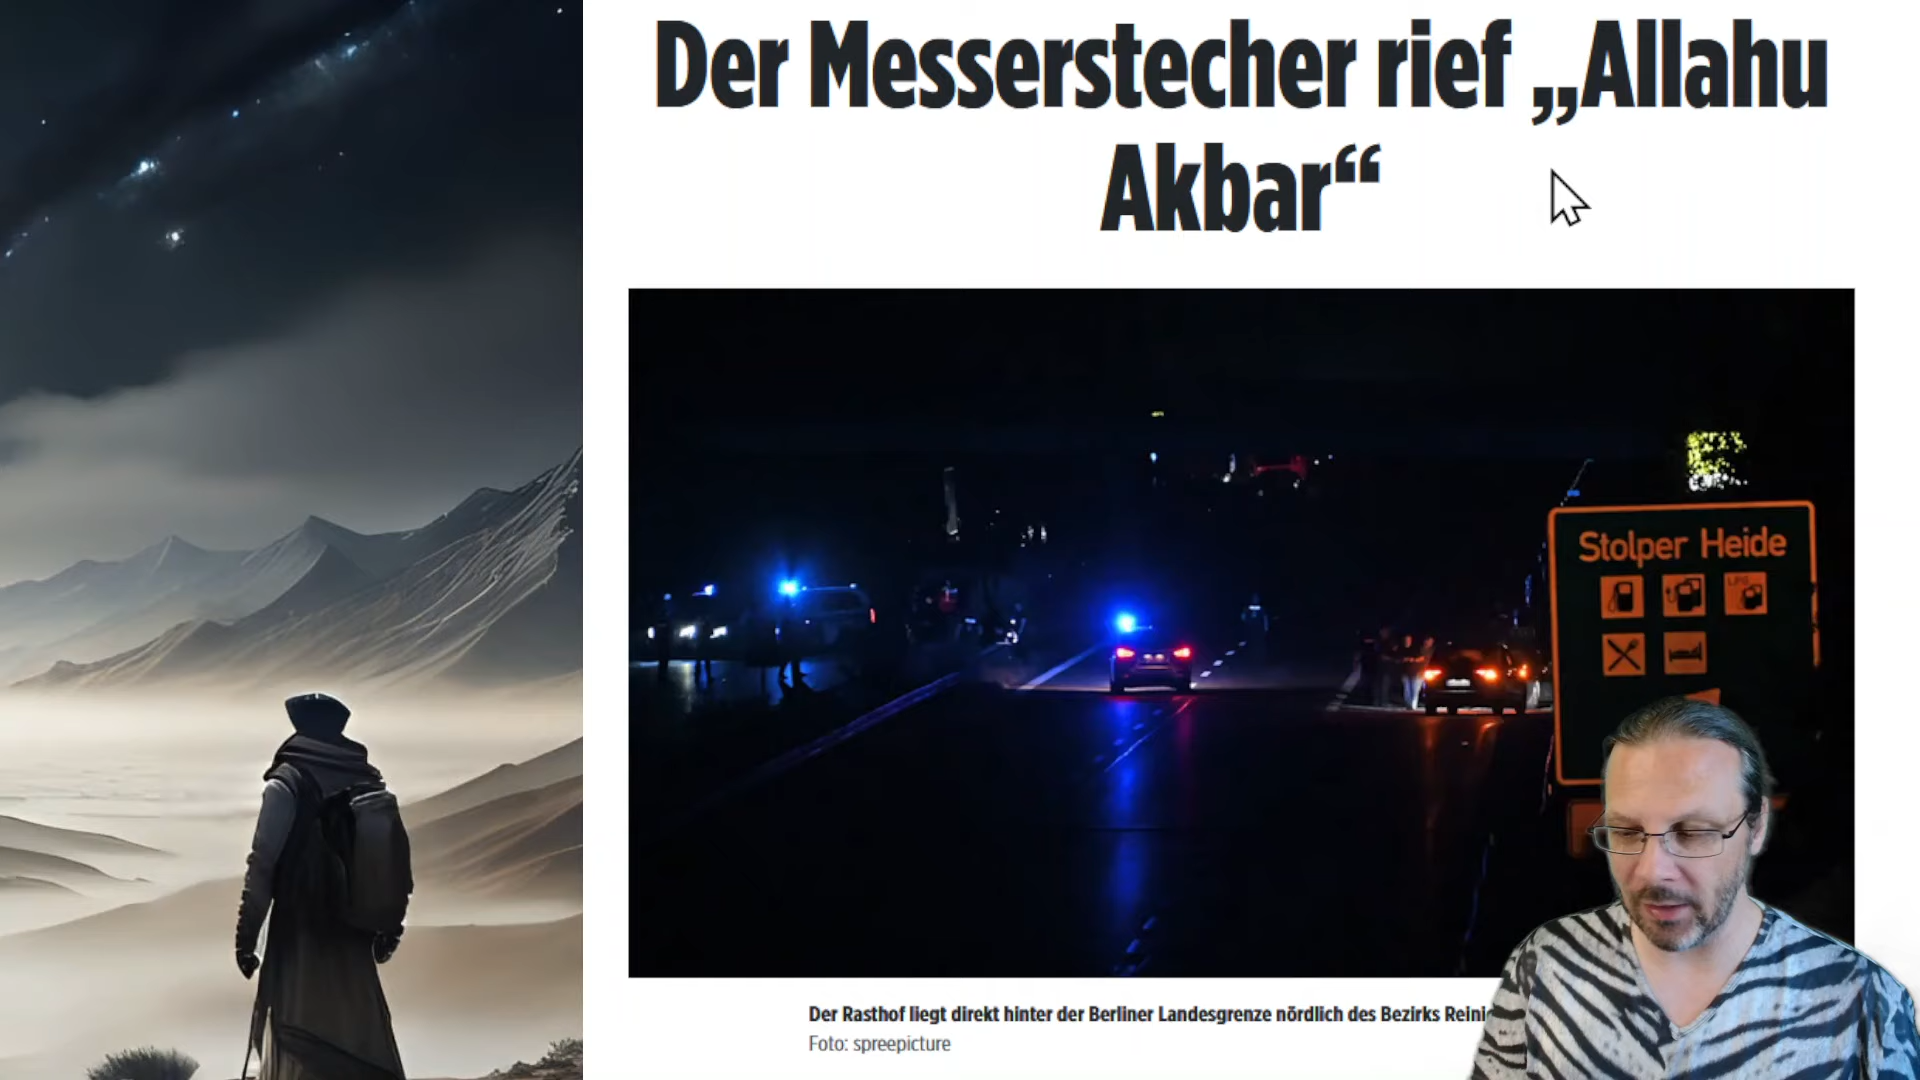 Der Messerstecher rief „Allahu
Akbar“
Stolper Heide
LPG
Der Rasthof liegt direkt hinter der Berliner Landesgrenze nördlich des Bezirks
Foto: spreepicture